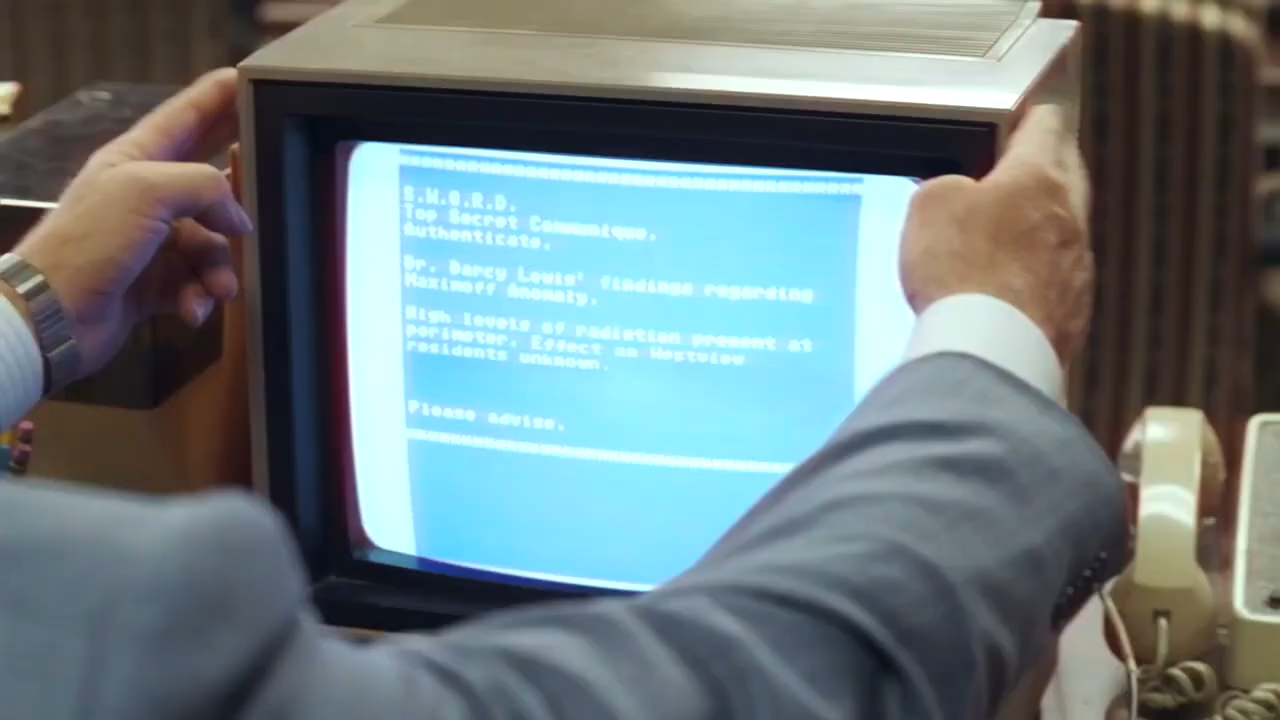 S.W.O.R.D.
Top Secret Communique.
Authenticate.
Dr. Darcy Lewis' findings regarding
Maximoff Anomaly.
High levels of radiation present at
perimeter. Effect on Westview
residents unknown.
Please advise.